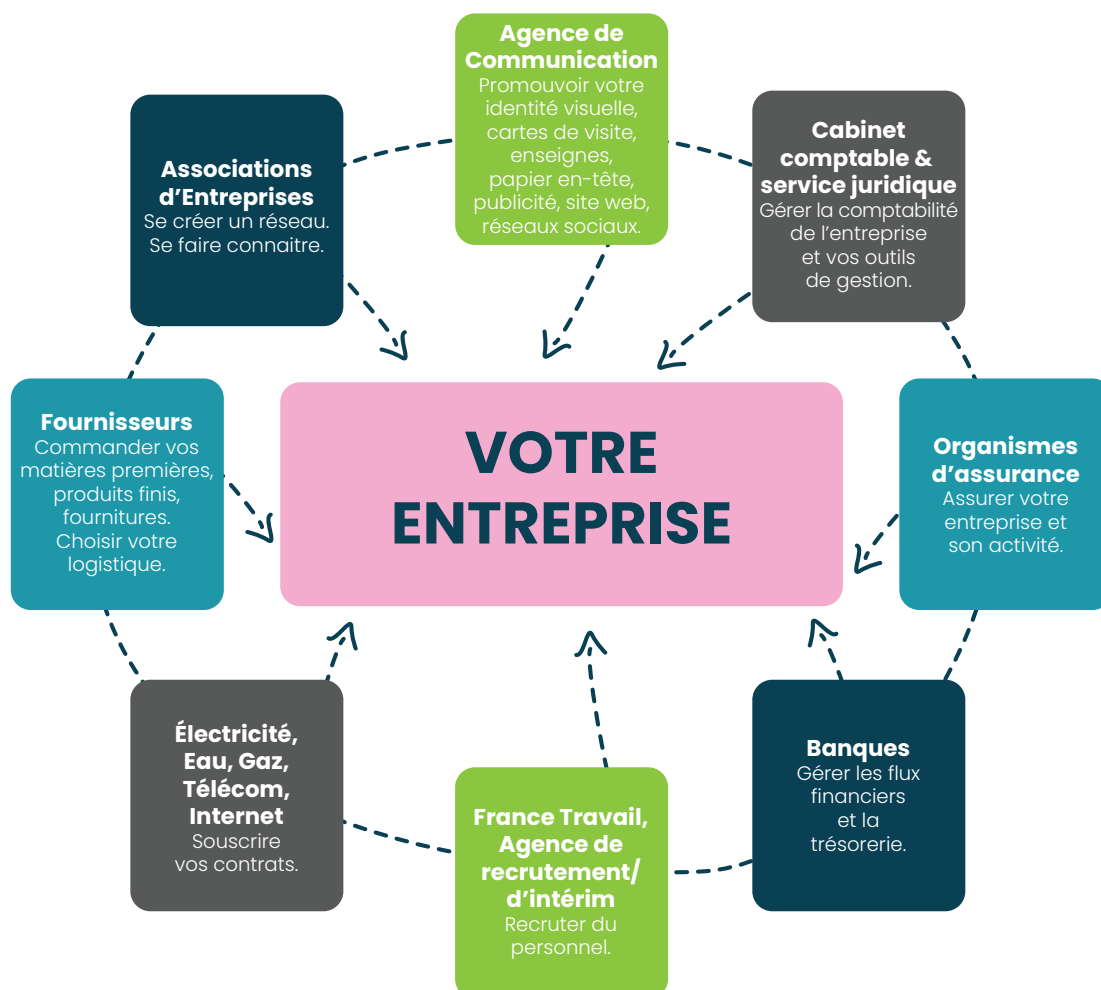 Agence de
Communication
Promouvoir votre
identité visuelle,
cartes de visite,
enseignes,
papier en-tête,
publicité, site web,
réseaux sociaux.
Associations
d'Entreprises
Se créer un réseau.
Se faire connaitre.
Cabinet
comptable &
service juridique
Gérer la comptabilité
de l'entreprise
et vos outils
de gestion.
Fournisseurs
Commander vos
matières premières,
produits finis,
fournitures.
Choisir votre
logistique.
VOTRE
ENTREPRISE
Organismes
d'assurance
Assurer votre
entreprise et
son activité.
Électricité,
Eau, Gaz,
Télécom,
Internet
Souscrire
vos contrats.
France Travail,
Agence de
recrutement/
d'intérim
Recruter du
personnel.
Banques
Gérer les flux
financiers
et la
trésorerie.